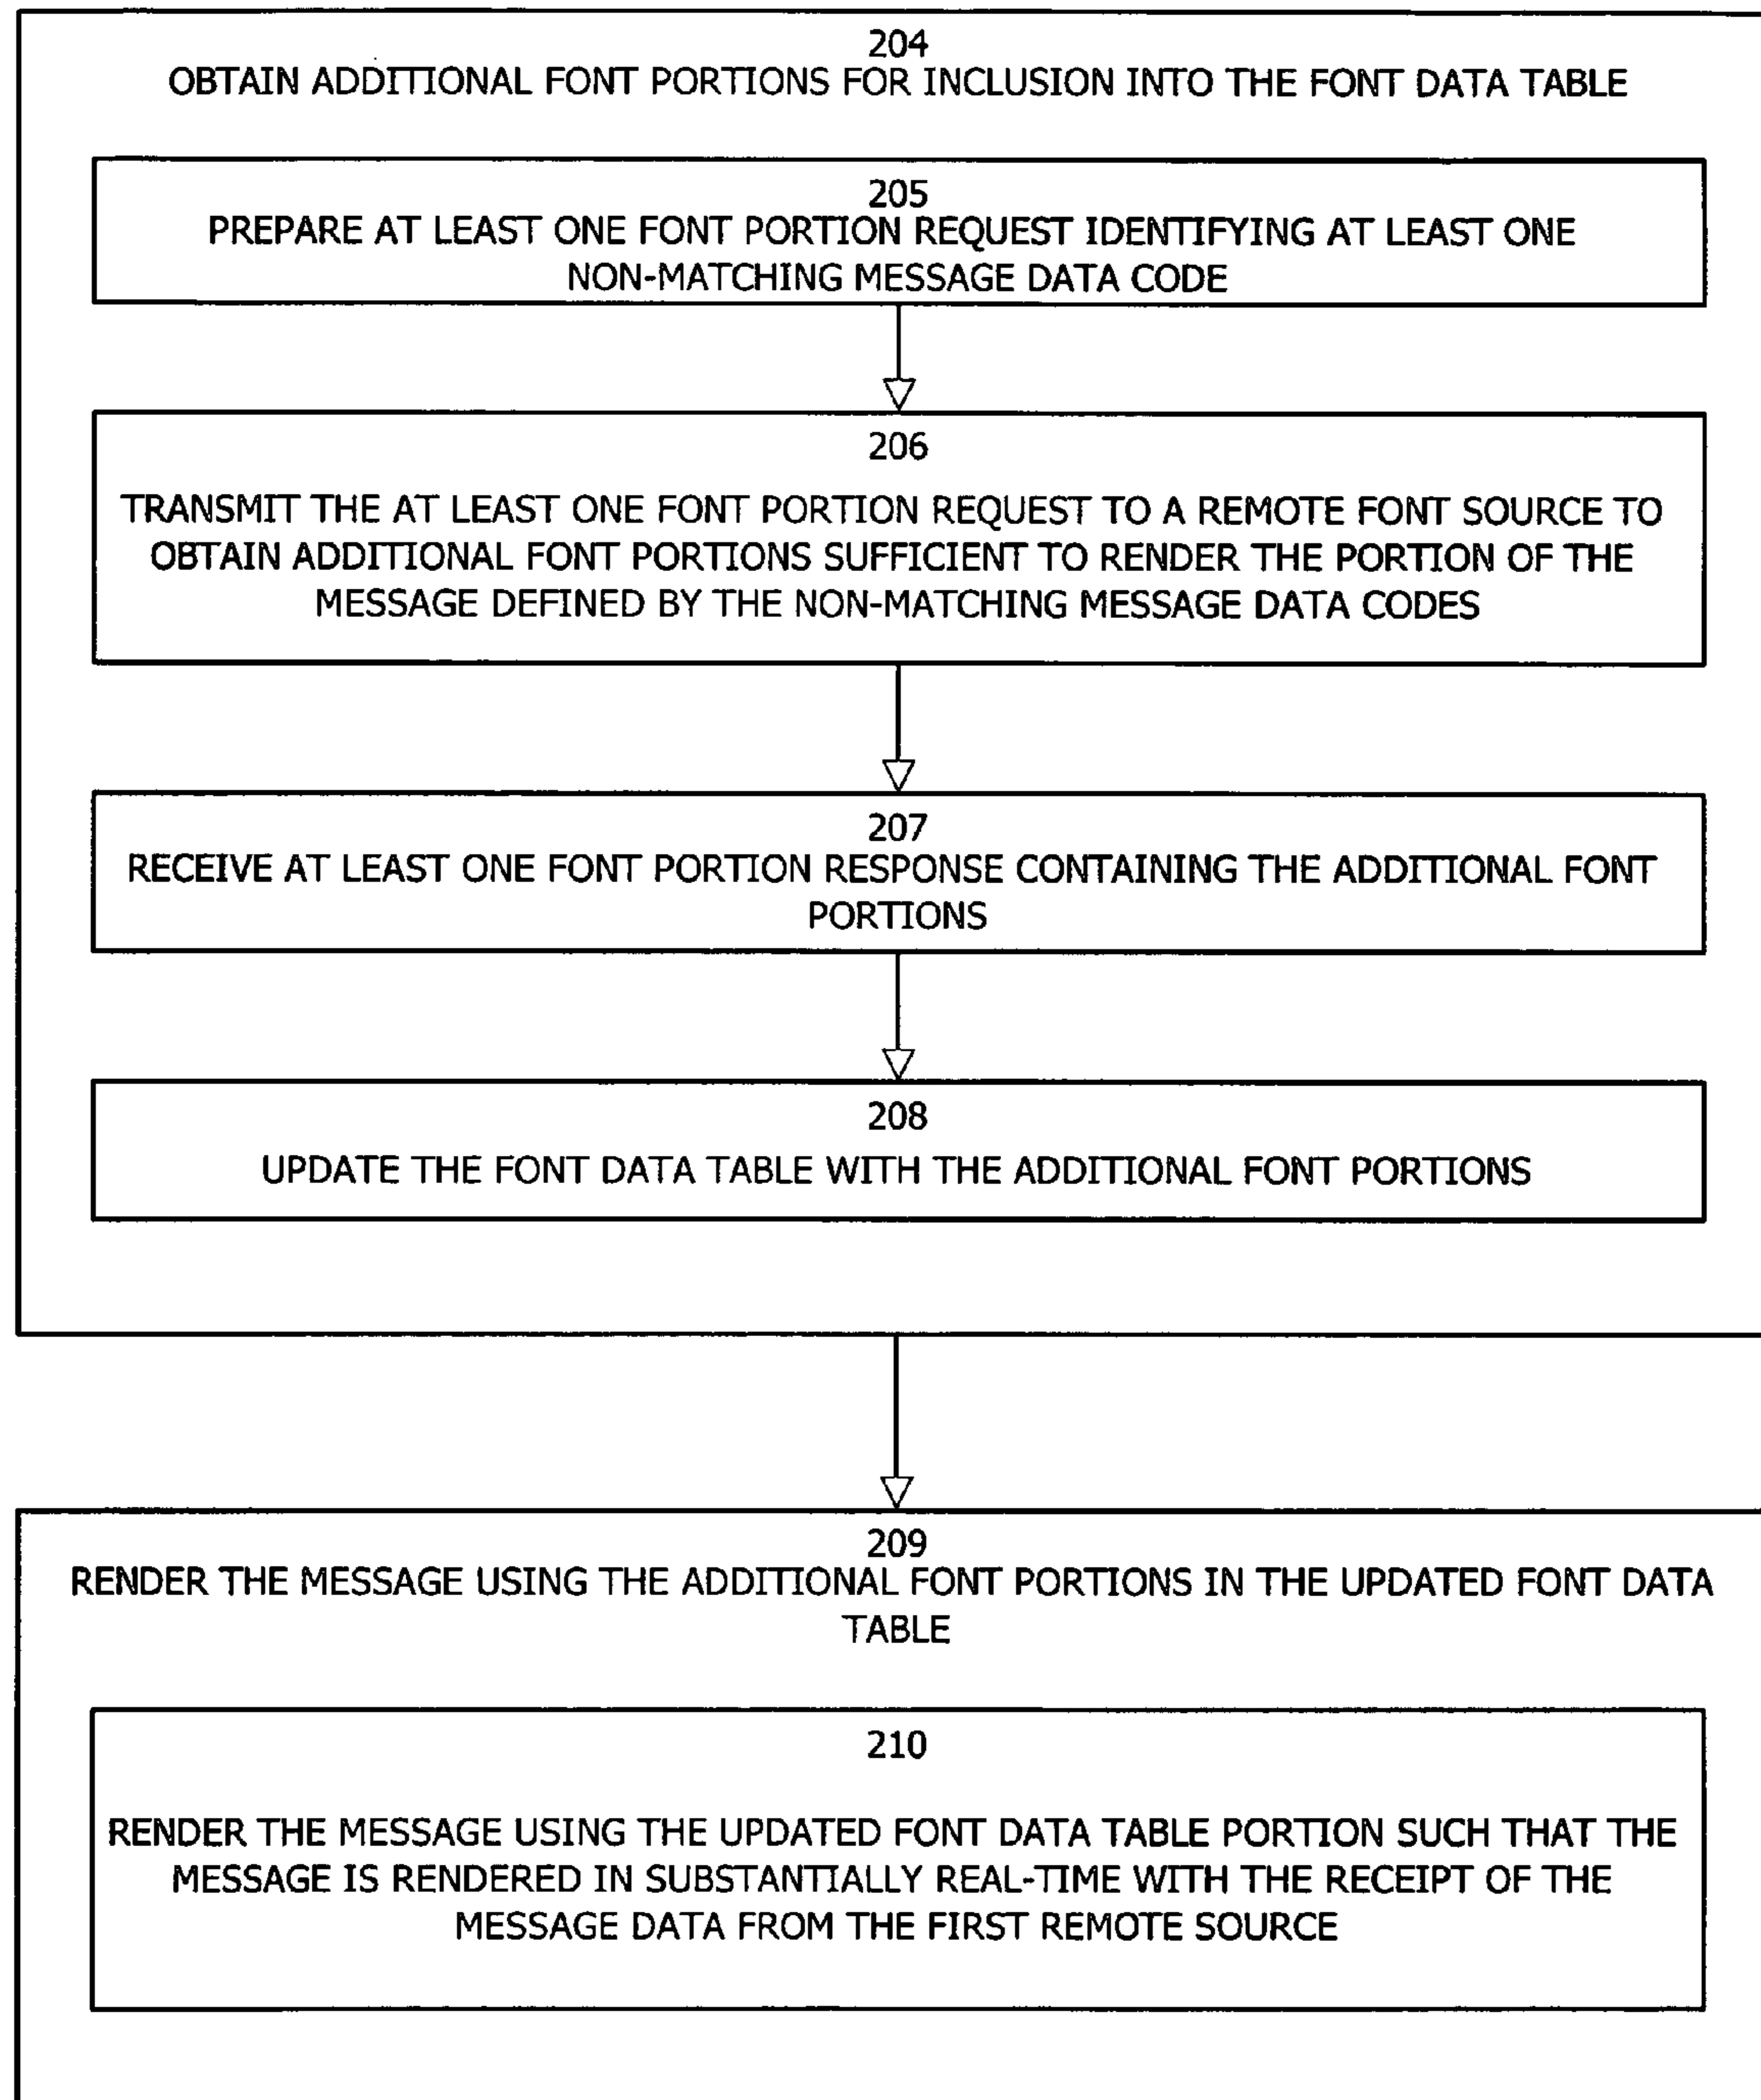 204
OBTAIN ADDITIONAL FONT PORTIONS FOR INCLUSION INTO THE FONT DATA TABLE
205
PREPARE AT LEAST ONE FONT PORTION REQUEST IDENTIFYING AT LEAST ONE
NON-MATCHING MESSAGE DATA CODE
206
TRANSMIT THE AT LEAST ONE FONT PORTION REQUEST TO A REMOTE FONT SOURCE TO
OBTAIN ADDITIONAL FONT PORTIONS SUFFICIENT TO RENDER THE PORTION OF THE
MESSAGE DEFINED BY THE NON-MATCHING MESSAGE DATA CODES
207
RECEIVE AT LEAST ONE FONT PORTION RESPONSE CONTAINING THE ADDITIONAL FONT
PORTIONS
208
UPDATE THE FONT DATA TABLE WITH THE ADDITIONAL FONT PORTIONS
209
RENDER THE MESSAGE USING THE ADDITIONAL FONT PORTIONS IN THE UPDATED FONT DATA
TABLE
210
RENDER THE MESSAGE USING THE UPDATED FONT DATA TABLE PORTION SUCH THAT THE
MESSAGE IS RENDERED IN SUBSTANTIALLY REAL-TIME WITH THE RECEIPT OF THE
MESSAGE DATA FROM THE FIRST REMOTE SOURCE